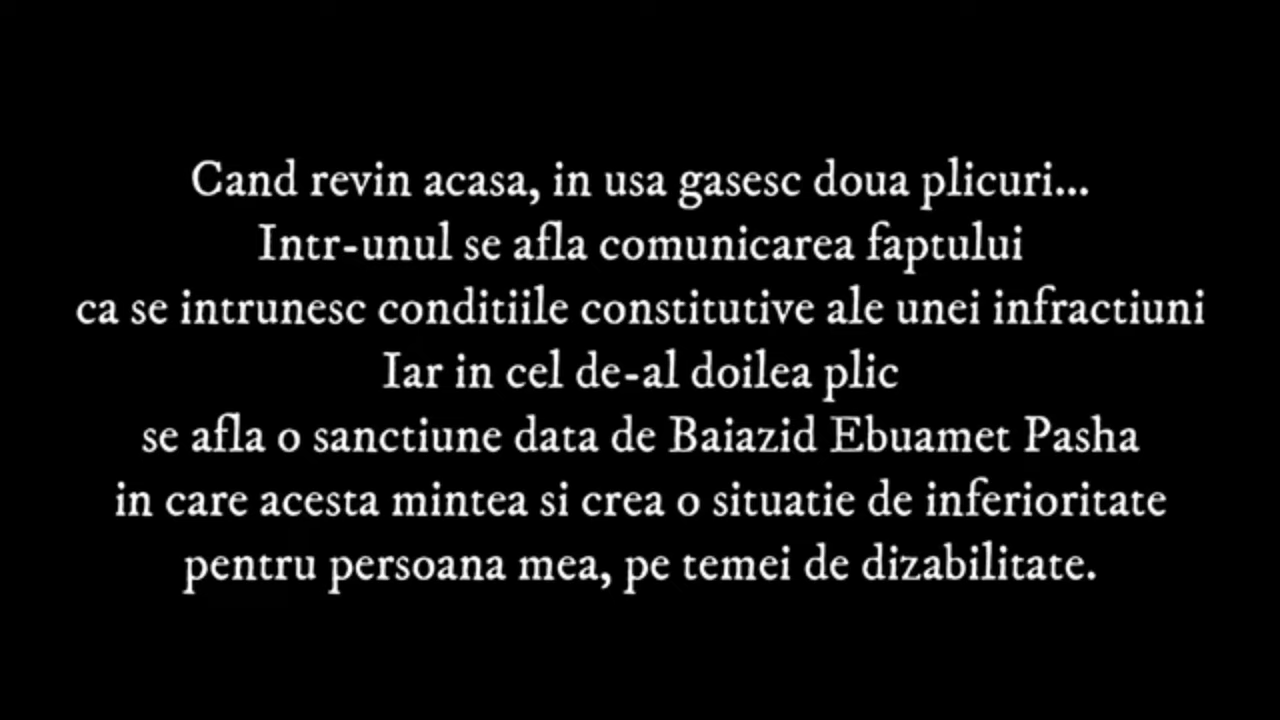 Cand revin acasa, in usa gasesc doua plicuri...
Intr-unul se afla comunicarea faptului
ca se intrunesc conditiile constitutive ale unei infractiuni
Iar in cel de-al doilea plic
se afla o sanctiune data de Baiazid Ebuamet Pasha
in care acesta mintea si crea o situatie de inferioritate
pentru persoana mea, pe temei de dizabilitate.